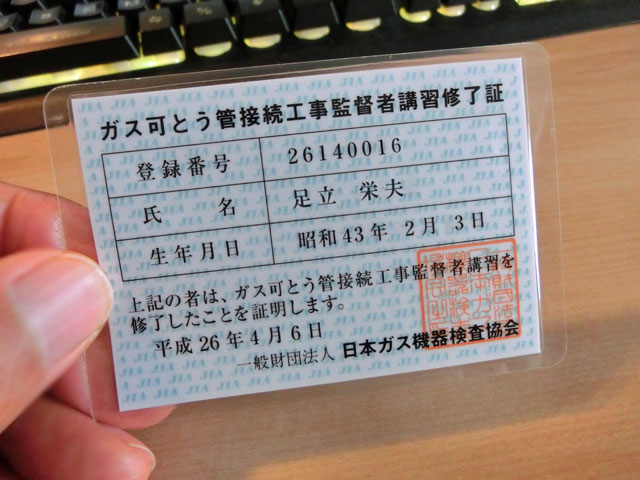 ガス可とう管接続工事監督者講習修了証
登録番号 26140016
氏名 足立 栄夫
生年月日 昭和43年 2月 3日
上記の者は、ガス可とう管接続工事監督者講習を
修了したことを証明します。
平成26年4月6日
一般財団法人 日本ガス機器検査協会